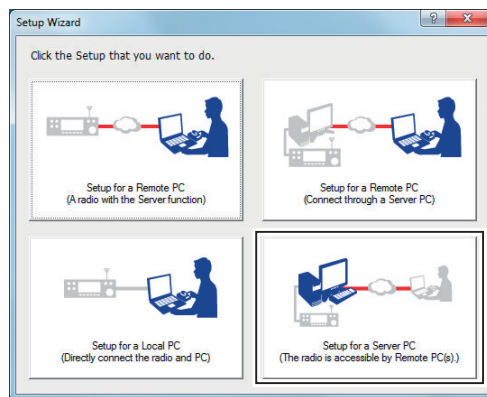 Setup Wizard
Click the Setup that you want to do.
Setup for a Remote PC
(A radio with the Server function)
Setup for a Remote PC
(Connect through a Server PC)
Setup for a Local PC
(Directly connect the radio and PC)
Setup for a Server PC
(The radio is accessible by Remote PC(s).)